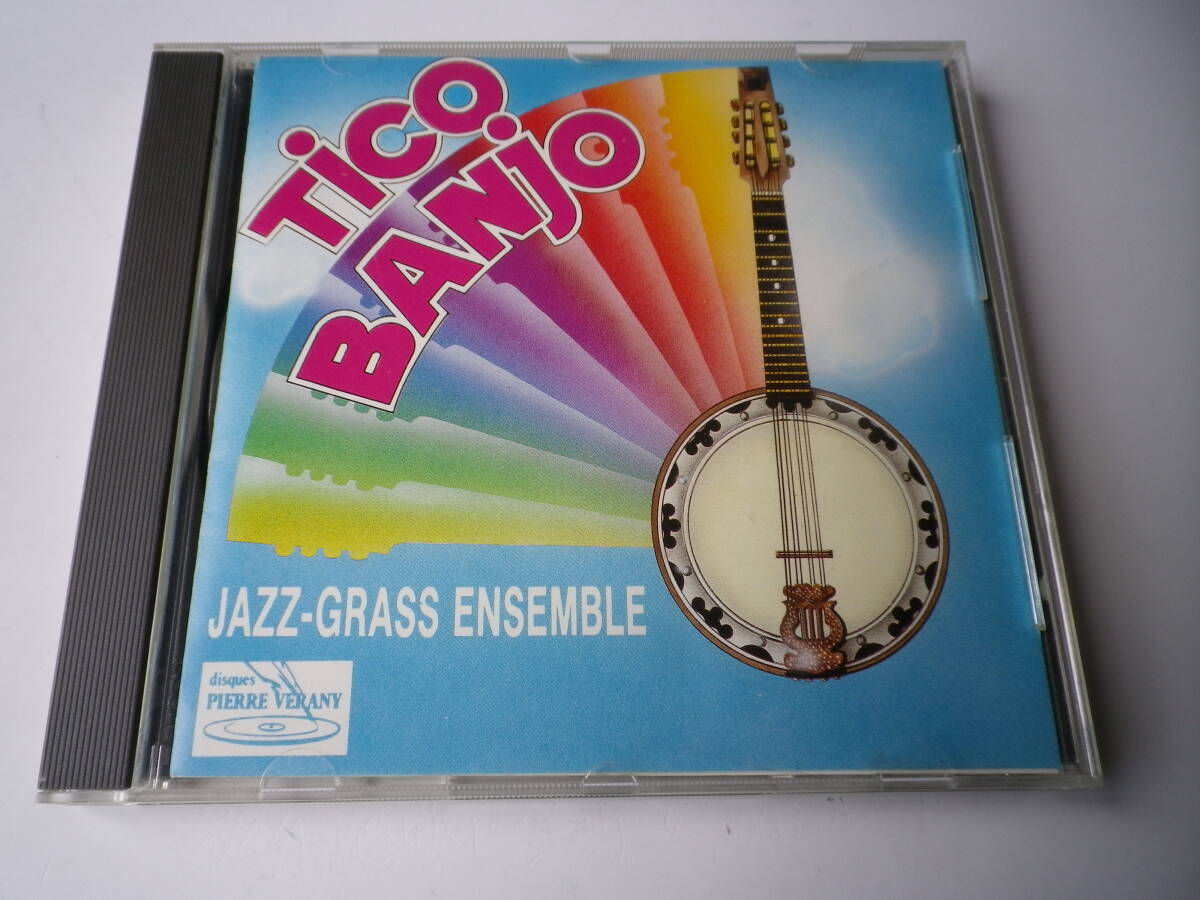 TiCO
BANjO
JAZZ-GRASS ENSEMBLE
disques
PIERRE VERANY